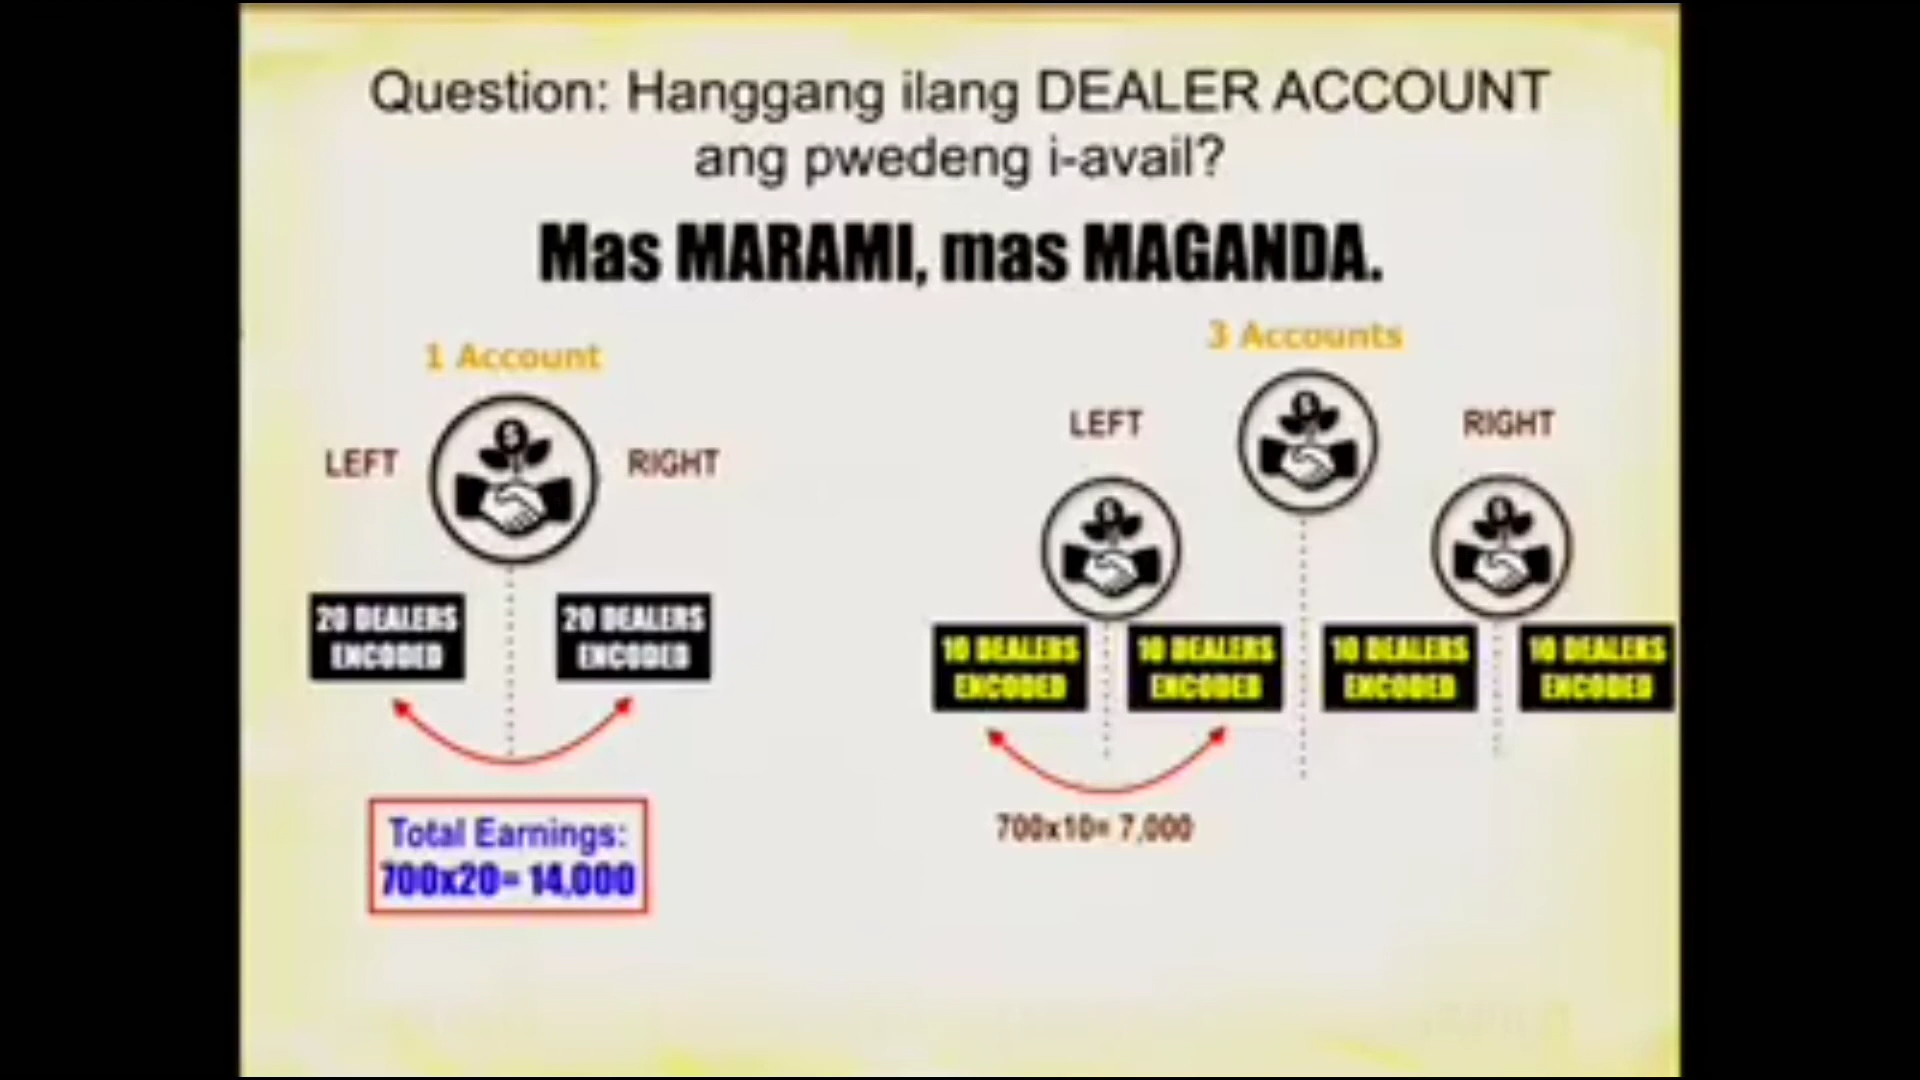 Question: Hanggang ilang DEALER ACCOUNT
ang pwedeng i-avail?
Mas MARAMI, mas MAGANDA.
1 Account
LEFT
RIGHT
20 DEALERS
ENCODED
20 DEALERS
ENCODED
Total Earnings:
700x20= 14,000
3 Accounts
LEFT
RIGHT
10 DEALERS
ENCODED
10 DEALERS
ENCODED
10 DEALERS
ENCODED
10 DEALERS
ENCODED
700x10= 7,000